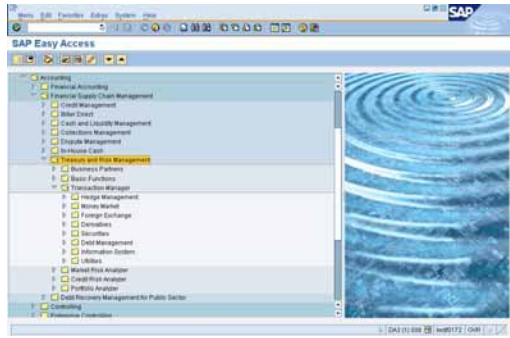 Menu Edit Favorites Extras System Help
SAP
SAP Easy Access
Accounting
Financial Accounting
Financial Supply Chain Management
Credit Management
Biller Direct
Cash and Liquidity Management
Collections Management
Dispute Management
In-House Cash
Treasury and Risk Management
Business Partners
Basic Functions
Transaction Manager
Hedge Management
Money Market
Foreign Exchange
Derivatives
Securities
Debt Management
Information System
Utilities
Market Risk Analyzer
Credit Risk Analyzer
Portfolio Analyzer
Debt Recovery Management for Public Sector
Controlling
Enterprise Controlling
OVR